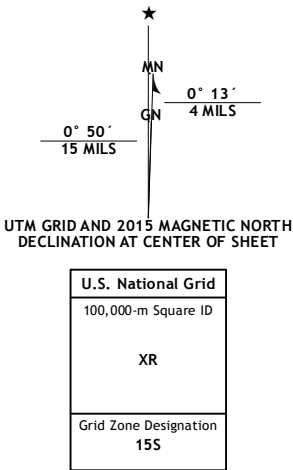 ★
MN
0° 13´
4 MILS
GN
0° 50´
15 MILS
UTM GRID AND 2015 MAGNETIC NORTH
DECLINATION AT CENTER OF SHEET
U.S. National Grid
100,000-m Square ID
XR
Grid Zone Designation
15S